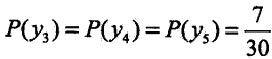 P(y₃) = P(y₄) = P(y₅) = 7/30